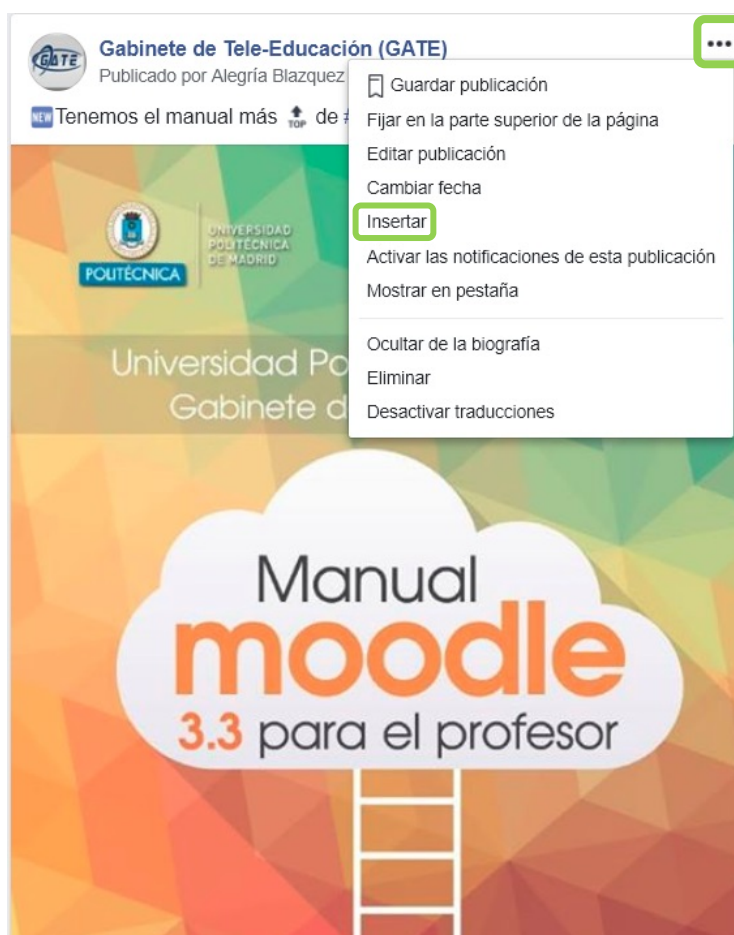 GATE
Gabinete de Tele-Educación (GATE)
Publicado por Alegría Blazquez
NEW Tenemos el manual más TOP de #
Guardar publicación
Fijar en la parte superior de la página
Editar publicación
Cambiar fecha
Insertar
Activar las notificaciones de esta publicación
Mostrar en pestaña
Ocultar de la biografía
Eliminar
Desactivar traducciones
POLITÉCNICA
UNIVERSIDAD
POLITÉCNICA
DE MADRID
Universidad Po
Gabinete d
Manual
moodle
3.3 para el profesor